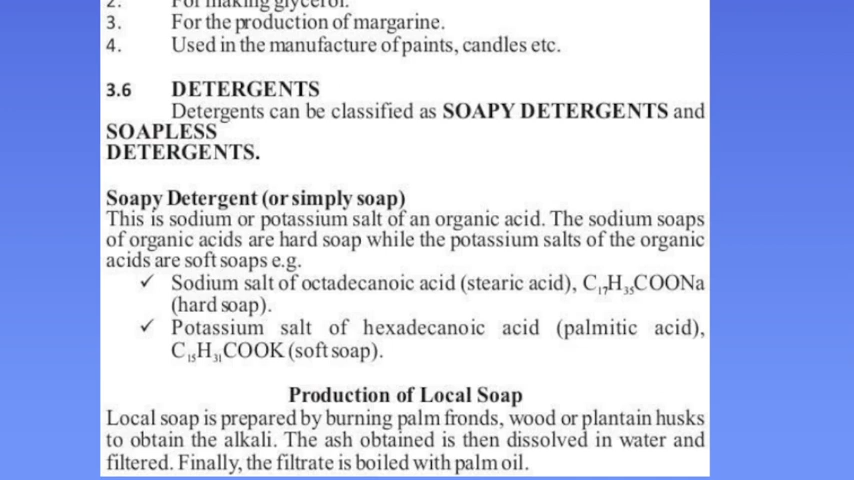 2. For making glycerol.
3. For the production of margarine.
4. Used in the manufacture of paints, candles etc.
3.6 DETERGENTS
Detergents can be classified as SOAPY DETERGENTS and
SOAPLESS
DETERGENTS.
Soapy Detergent (or simply soap)
This is sodium or potassium salt of an organic acid. The sodium soaps
of organic acids are hard soap while the potassium salts of the organic
acids are soft soaps e.g.
✓ Sodium salt of octadecanoic acid (stearic acid), C₁₇H₃₅COONa
(hard soap).
✓ Potassium salt of hexadecanoic acid (palmitic acid),
C₁₅H₃₁COOK (soft soap).
Production of Local Soap
Local soap is prepared by burning palm fronds, wood or plantain husks
to obtain the alkali. The ash obtained is then dissolved in water and
filtered. Finally, the filtrate is boiled with palm oil.